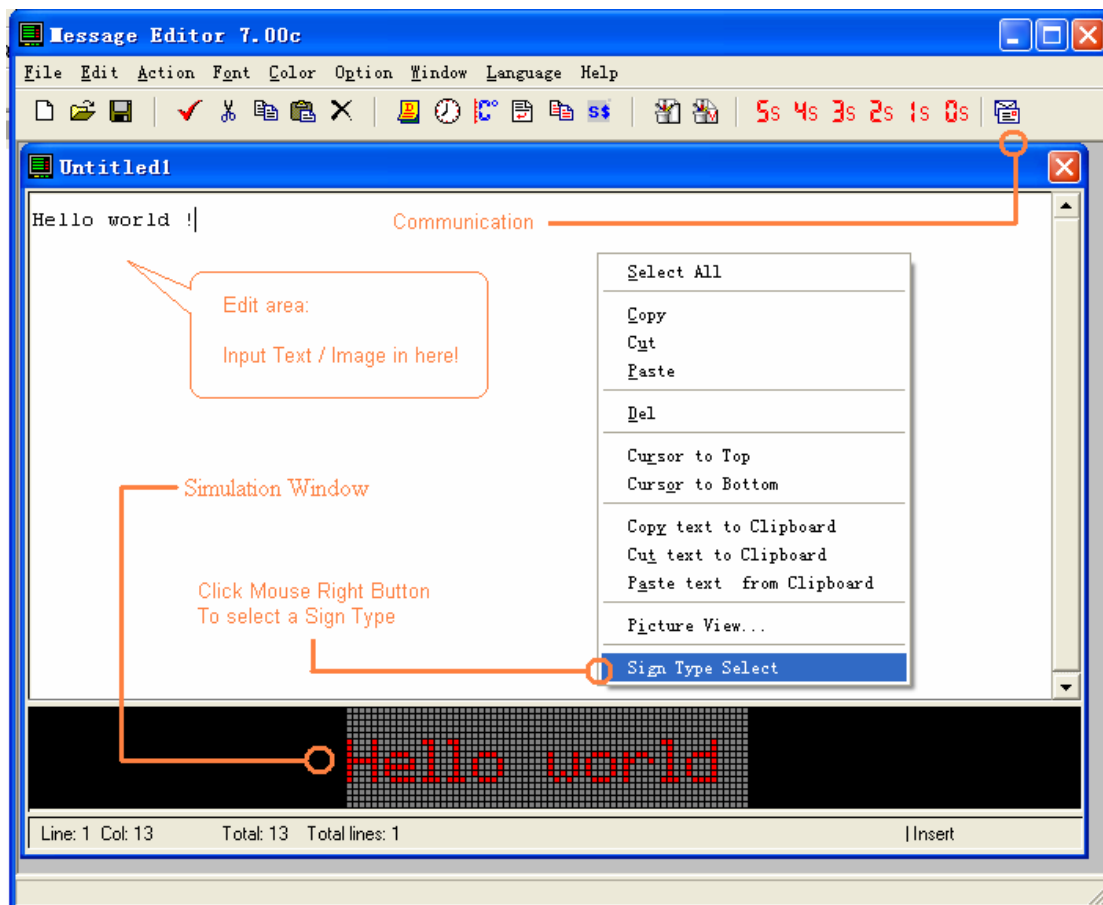 Message Editor 7.00c
File Edit Action Font Color Option Window Language Help
5s 4s 3s 2s 1s 0s
Untitled1
Hello world !
Communication
Edit area:
Input Text / Image in here!
Select All
Copy
Cut
Paste
Del
Cursor to Top
Cursor to Bottom
Copy text to Clipboard
Cut text to Clipboard
Paste text from Clipboard
Picture View...
Sign Type Select
Simulation Window
Click Mouse Right Button
To select a Sign Type
Hello world
Line: 1 Col: 13 Total: 13 Total lines: 1 | Insert